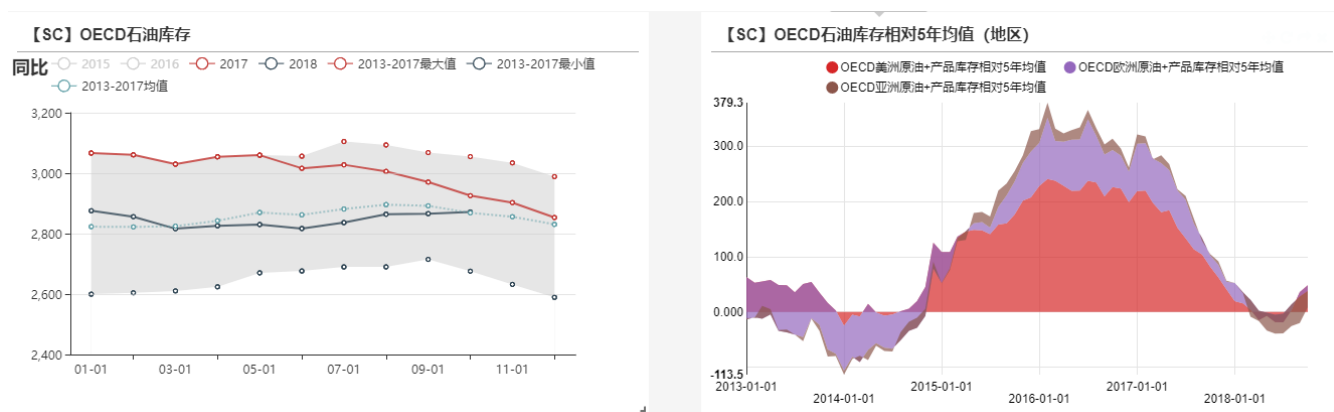 【SC】OECD石油库存
同比
2015 2016 2017 2018 2013-2017最大值 2013-2017最小值
2013-2017均值
3,200
3,000
2,800
2,600
2,400
01-01 03-01 05-01 07-01 09-01 11-01
【SC】OECD石油库存相对5年均值（地区）
OECD美洲原油+产品库存相对5年均值 OECD欧洲原油+产品库存相对5年均值
OECD亚洲原油+产品库存相对5年均值
379.3
300.0
200.0
100.0
0.000
-113.5
2013-01-01 2015-01-01 2016-01-01 2017-01-01
2014-01-01 2018-01-01